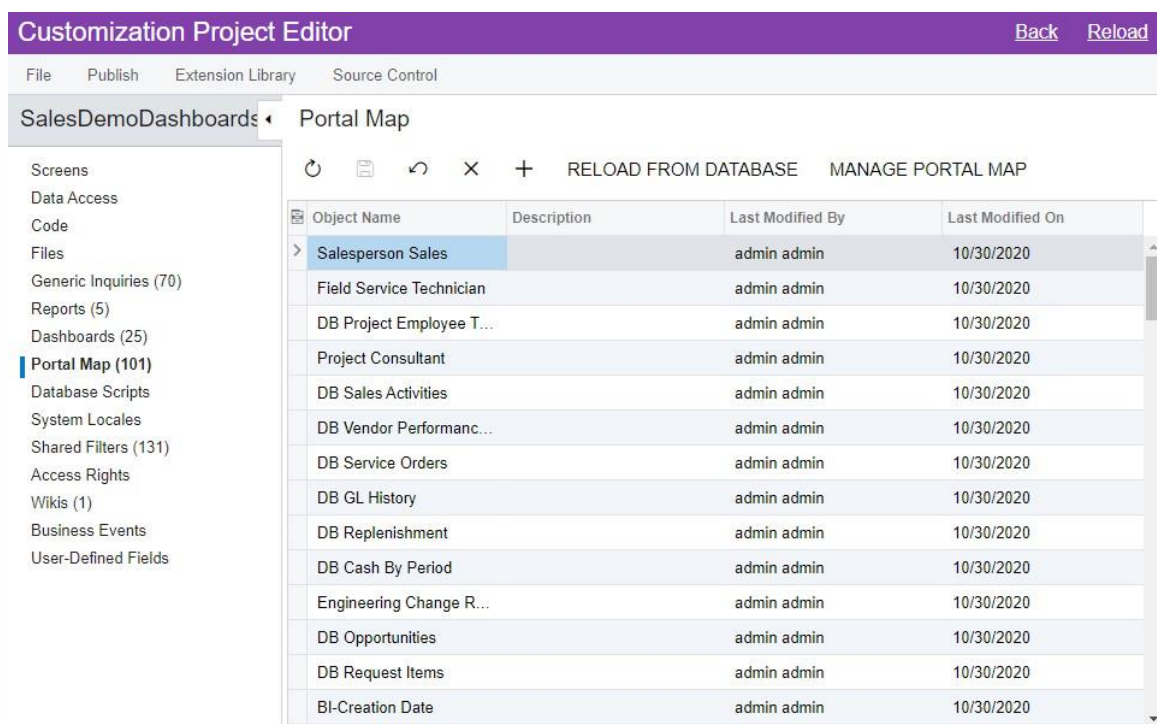 Customization Project Editor Back Reload
File Publish Extension Library Source Control
SalesDemoDashboards
Screens
Data Access
Code
Files
Generic Inquiries (70)
Reports (5)
Dashboards (25)
Portal Map (101)
Database Scripts
System Locales
Shared Filters (131)
Access Rights
Wikis (1)
Business Events
User-Defined Fields
Portal Map
RELOAD FROM DATABASE MANAGE PORTAL MAP
Object Name Description Last Modified By Last Modified On
Salesperson Sales admin admin 10/30/2020
Field Service Technician admin admin 10/30/2020
DB Project Employee T... admin admin 10/30/2020
Project Consultant admin admin 10/30/2020
DB Sales Activities admin admin 10/30/2020
DB Vendor Performanc... admin admin 10/30/2020
DB Service Orders admin admin 10/30/2020
DB GL History admin admin 10/30/2020
DB Replenishment admin admin 10/30/2020
DB Cash By Period admin admin 10/30/2020
Engineering Change R... admin admin 10/30/2020
DB Opportunities admin admin 10/30/2020
DB Request Items admin admin 10/30/2020
BI-Creation Date admin admin 10/30/2020